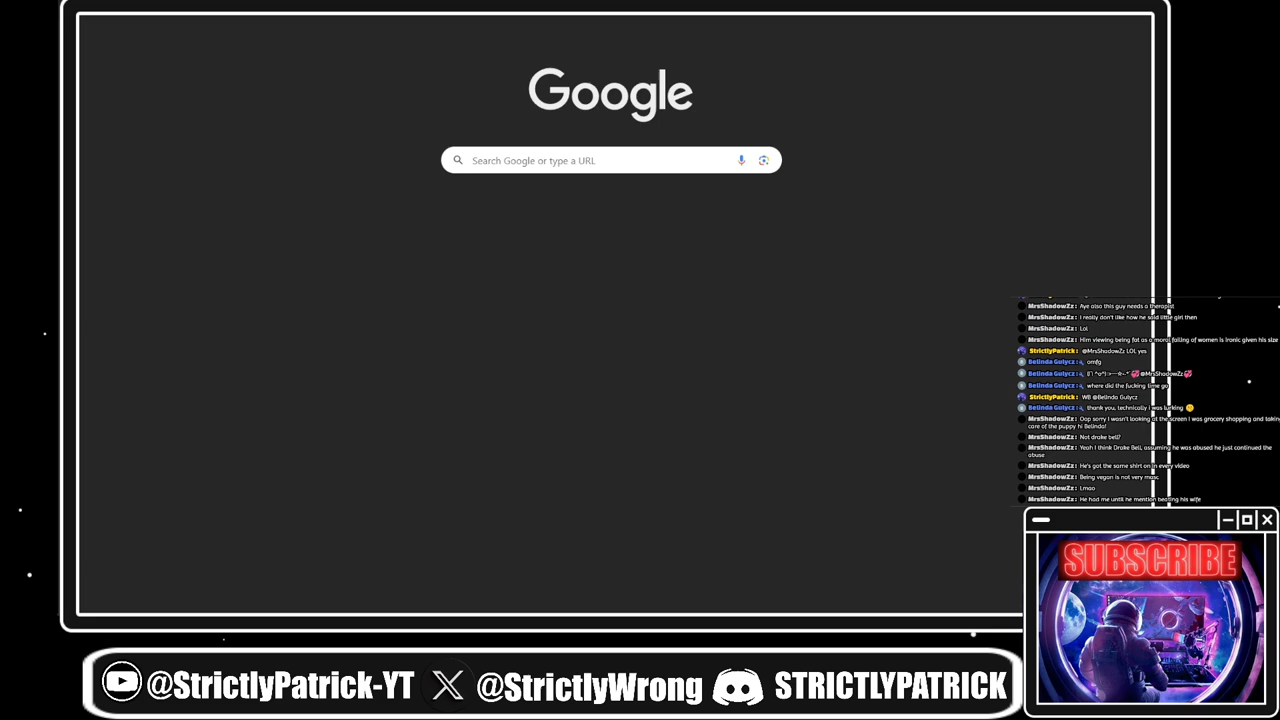 Google
Search Google or type a URL
MrsShadowZz: Aye also this guy needs a therapist
MrsShadowZz: I really don't like how he said little girl then
MrsShadowZz: Lol
MrsShadowZz: Him viewing being fat as a moral failing of women is ironic given his size
StrictlyPatrick: @MrsShadowZz LOL yes
Belinda Gulycz: omfg
Belinda Gulycz: @MrsShadowZz
Belinda Gulycz: where did the fucking time go
StrictlyPatrick: WB @Belinda Gulycz
Belinda Gulycz: thank you, technically I was lurking
MrsShadowZz: Oop sorry I wasn't looking at the screen I was grocery shopping and taking
care of the puppy hi Belinda!
MrsShadowZz: Not drake bell?
MrsShadowZz: Yeah I think Drake Bell, assuming he was abused he just continued the
abuse
MrsShadowZz: He's got the same shirt on in every video
MrsShadowZz: Being vegan is not very masc
MrsShadowZz: Lmao
MrsShadowZz: He had me until he mention beating his wife
SUBSCRIBE
@StrictlyPatrick-YT X @StrictlyWrong STRICTLYPATRICK